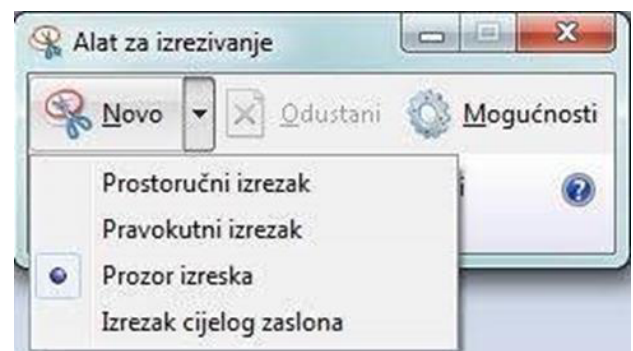 Alat za izrezivanje
Novo Odustani Mogućnosti
Prostoručni izrezak
Pravokutni izrezak
Prozor izreska
Izrezak cijelog zaslona